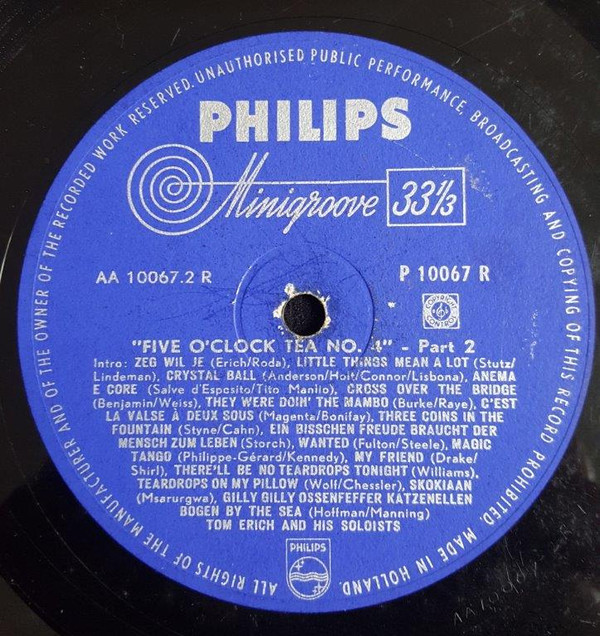 ALL RIGHTS OF THE MANUFACTURER AND OF THE OWNER OF THE RECORDED WORK RESERVED. UNAUTHORISED PUBLIC PERFORMANCE, BROADCASTING AND COPYING OF THIS RECORD PROHIBITED. MADE IN HOLLAND.
PHILIPS
Minigroove 33⅓
AA 10067.2 R
P 10067 R
COPYRIGHT
CONTROL
"FIVE O'CLOCK TEA NO. 4" - Part 2
Intro: ZEG WIL JE (Erich/Roda), LITTLE THINGS MEAN A LOT (Stutz/
Lindeman), CRYSTAL BALL (Anderson/Holt/Connor/Lisbona), ANEMA
E CORE (Salve d'Esposito/Tito Manlio), CROSS OVER THE BRIDGE
(Benjamin/Weiss), THEY WERE DOIN' THE MAMBO (Burke/Raye), C'EST
LA VALSE À DEUX SOUS (Magenta/Bonifay), THREE COINS IN THE
FOUNTAIN (Styne/Cahn), EIN BISSCHEN FREUDE BRAUCHT DER
MENSCH ZUM LEBEN (Storch), WANTED (Fulton/Steele), MAGIC
TANGO (Philippe-Gérard/Kennedy), MY FRIEND (Drake/
Shirl), THERE'LL BE NO TEARDROPS TONIGHT (Williams),
TEARDROPS ON MY PILLOW (Wolf/Chessler), SKOKIAAN
(Msarurgwa), GILLY GILLY OSSENFEFFER KATZENELLEN
BOGEN BY THE SEA (Hoffman/Manning)
TOM ERICH AND HIS SOLOISTS
PHILIPS